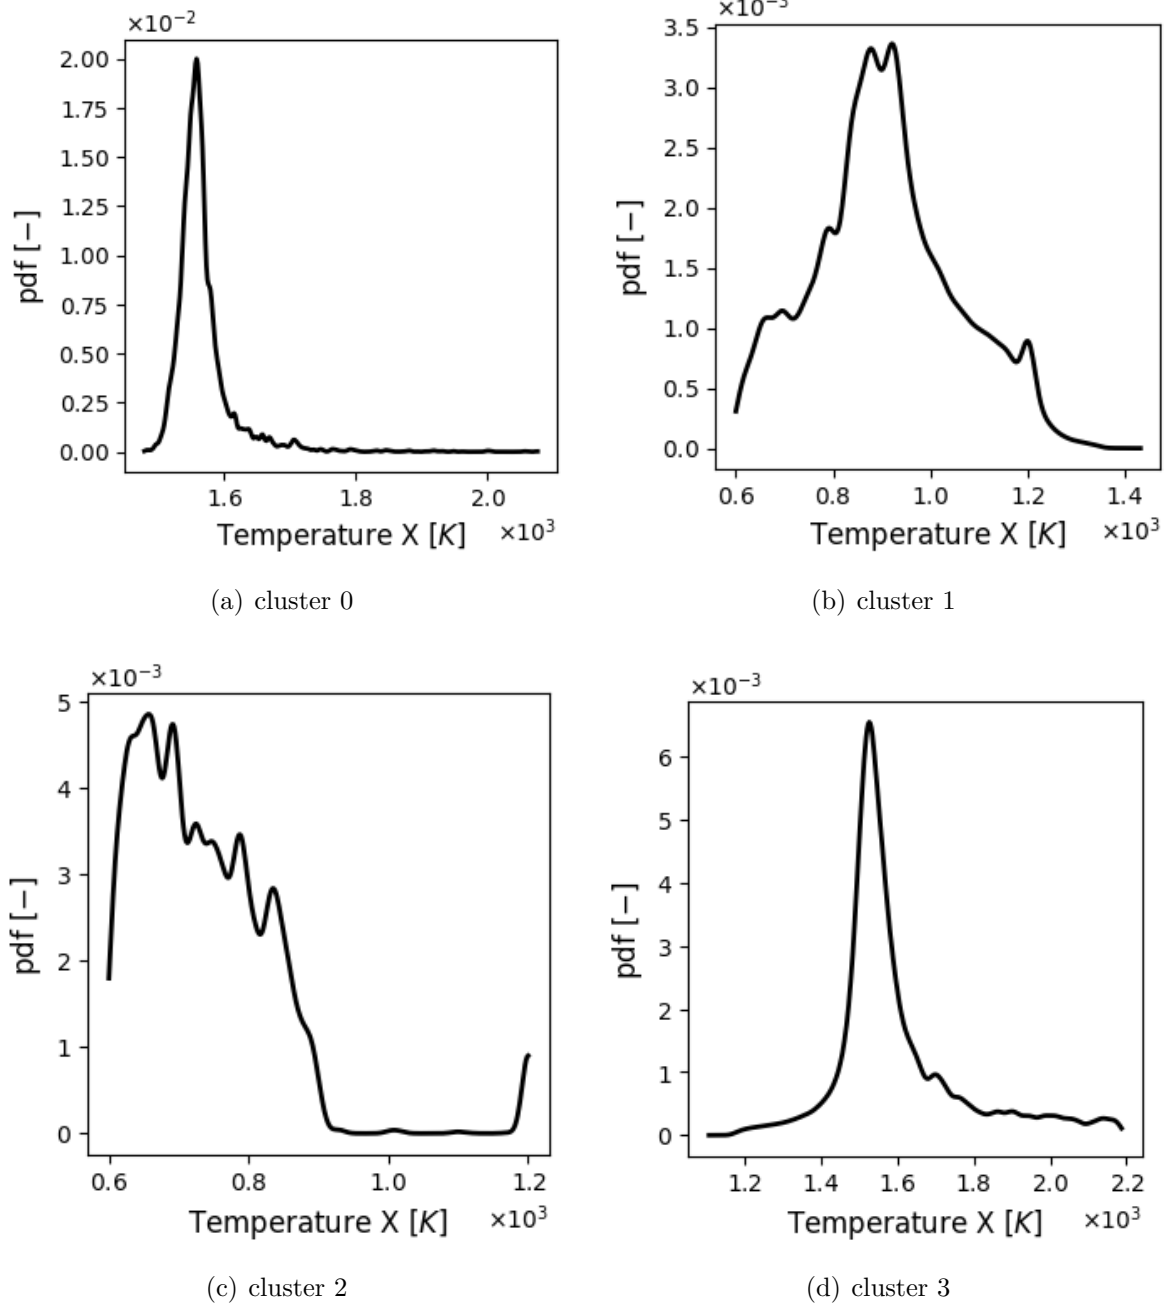 ×10⁻²
2.00
1.75
1.50
1.25
1.00
0.75
0.50
0.25
0.00
pdf [−]
1.6 1.8 2.0
Temperature X [K] ×10³
(a) cluster 0
×10⁻³
3.5
3.0
2.5
2.0
1.5
1.0
0.5
0.0
pdf [−]
0.6 0.8 1.0 1.2 1.4
Temperature X [K] ×10³
(b) cluster 1
×10⁻³
5
4
3
2
1
0
pdf [−]
0.6 0.8 1.0 1.2
Temperature X [K] ×10³
(c) cluster 2
×10⁻³
6
5
4
3
2
1
0
pdf [−]
1.2 1.4 1.6 1.8 2.0 2.2
Temperature X [K] ×10³
(d) cluster 3